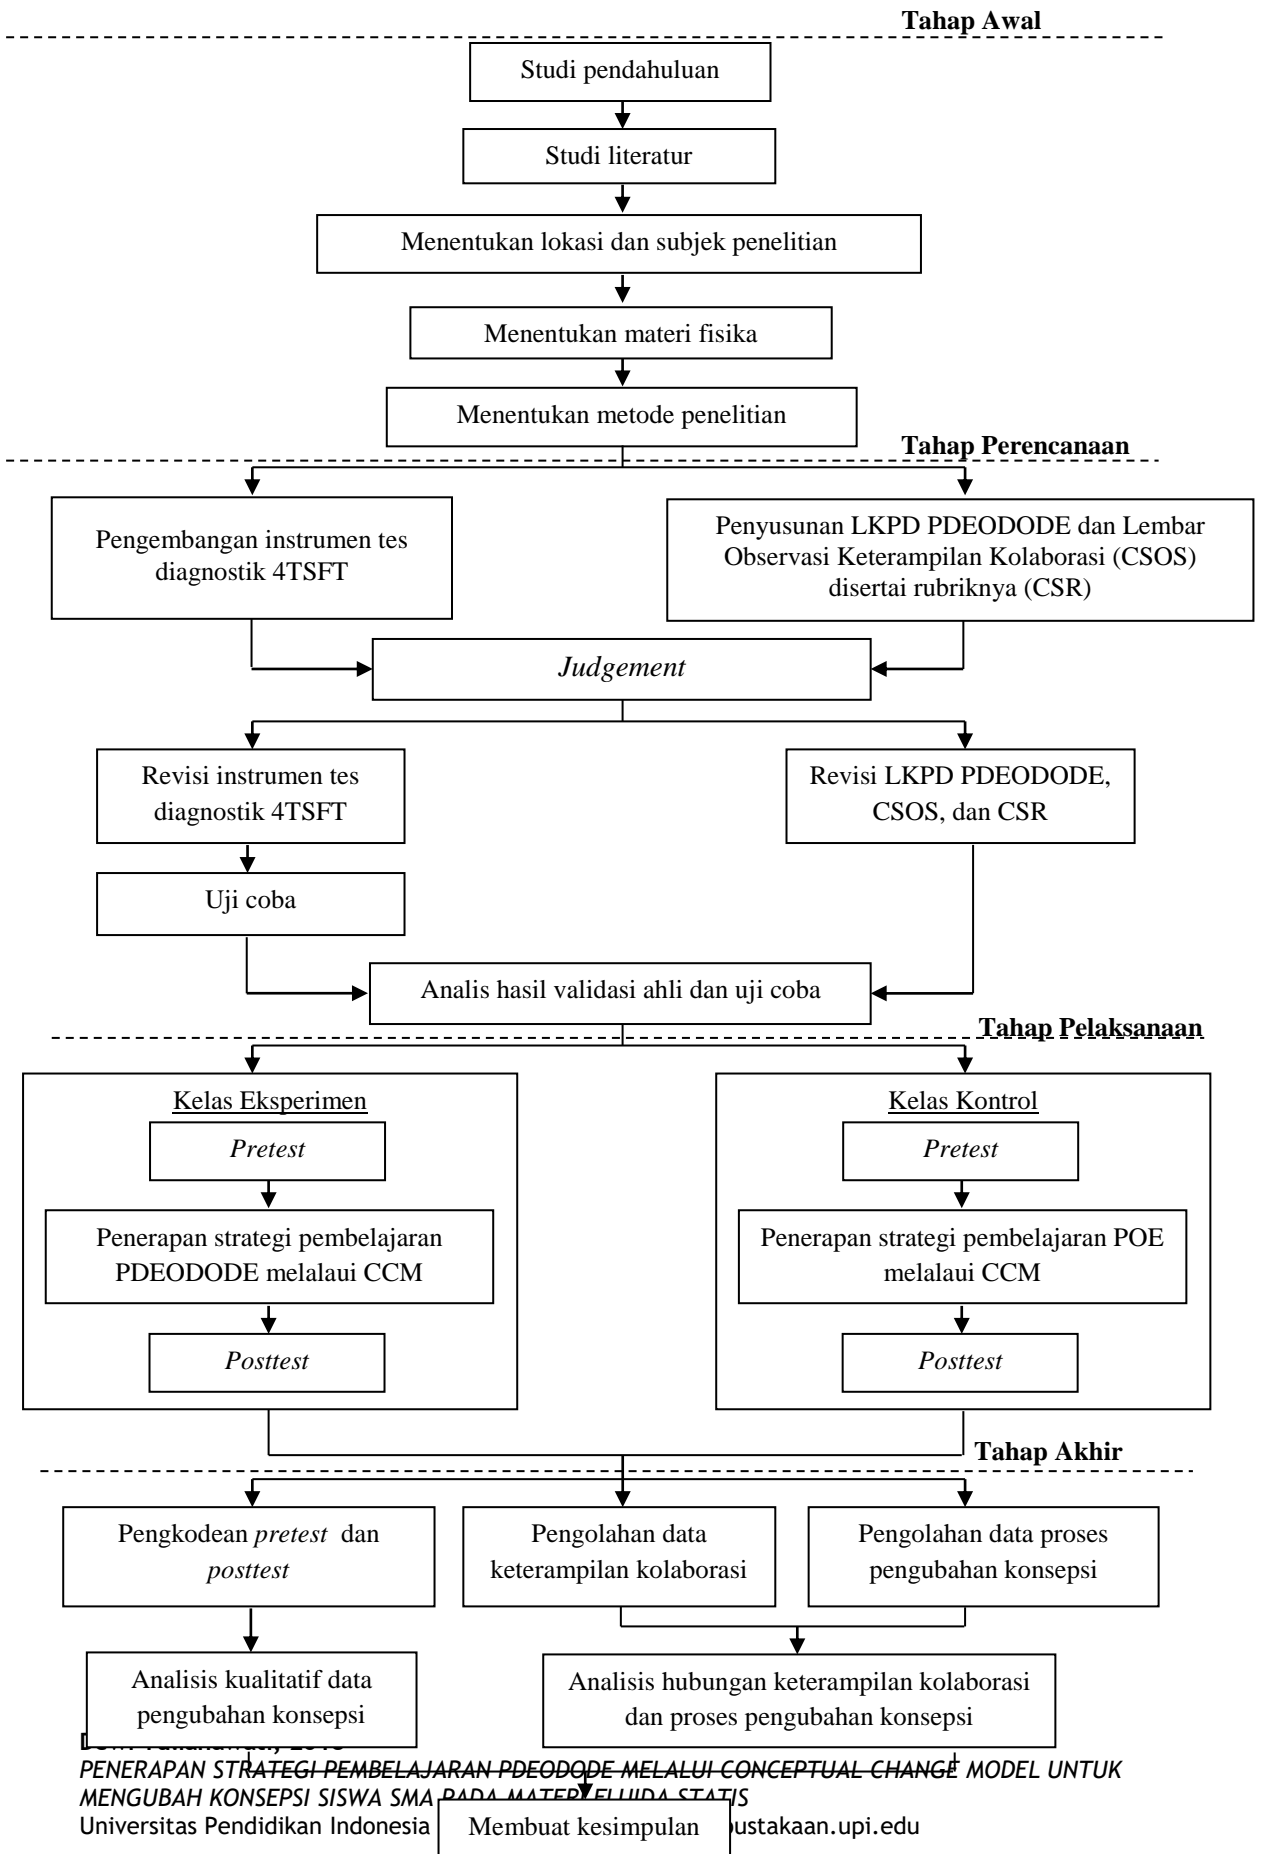 Tahap Awal
Studi pendahuluan
Studi literatur
Menentukan lokasi dan subjek penelitian
Menentukan materi fisika
Menentukan metode penelitian
Tahap Perencanaan
Pengembangan instrumen tes
diagnostik 4TSFT
Penyusunan LKPD PDEODODE dan Lembar
Observasi Keterampilan Kolaborasi (CSOS)
disertai rubriknya (CSR)
Judgement
Revisi instrumen tes
diagnostik 4TSFT
Revisi LKPD PDEODODE,
CSOS, dan CSR
Uji coba
Analis hasil validasi ahli dan uji coba
Tahap Pelaksanaan
Kelas Eksperimen
Pretest
Penerapan strategi pembelajaran
PDEODODE melalaui CCM
Posttest
Kelas Kontrol
Pretest
Penerapan strategi pembelajaran POE
melalaui CCM
Posttest
Tahap Akhir
Pengkodean pretest dan
posttest
Pengolahan data
keterampilan kolaborasi
Pengolahan data proses
pengubahan konsepsi
Analisis kualitatif data
pengubahan konsepsi
Analisis hubungan keterampilan kolaborasi
dan proses pengubahan konsepsi
PENERAPAN STRATEGI PEMBELAJARAN PDEODODE MELALUI CONCEPTUAL CHANGE MODEL UNTUK
MENGUBAH KONSEPSI SISWA SMA PADA MATERI FLUIDA STATIS
Universitas Pendidikan Indonesia
Membuat kesimpulan
pustakaan.upi.edu